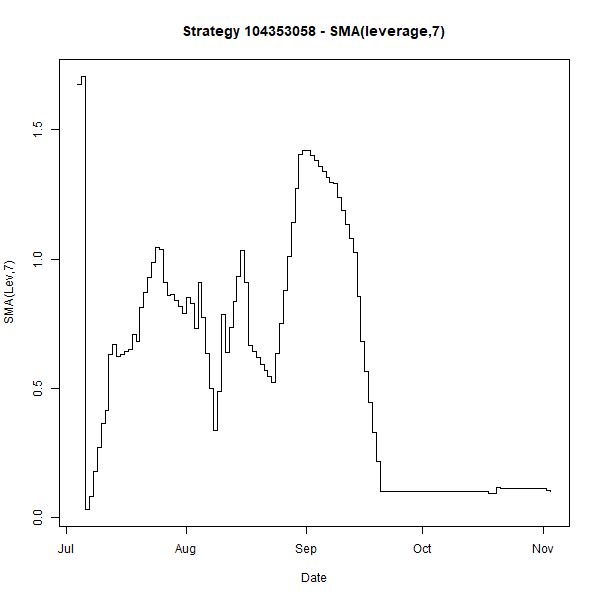 Strategy 104353058 - SMA(leverage,7)
SMA(Lev,7)
1.5
1.0
0.5
0.0
Jul Aug Sep Oct Nov
Date